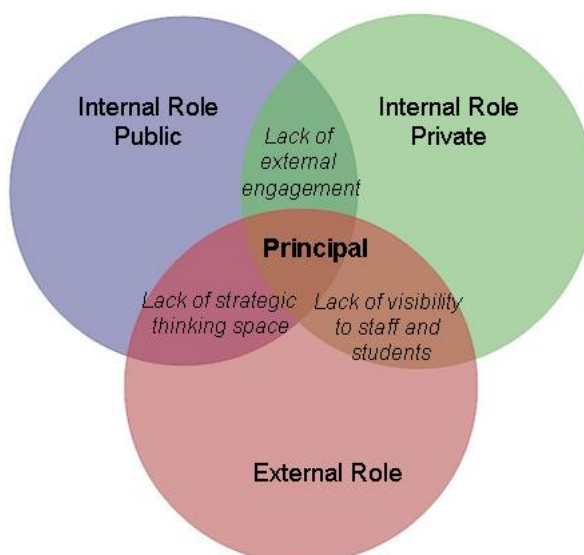 Internal Role
Public
Internal Role
Private
Lack of
external
engagement
Principal
Lack of strategic
thinking space
Lack of visibility
to staff and
students
External Role